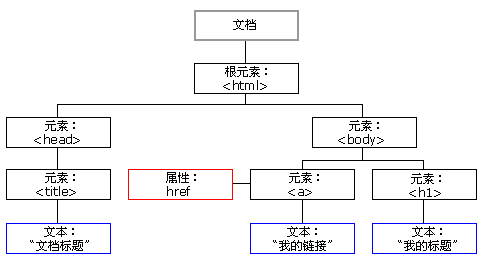 文档
根元素：
<html>
元素：
<head>
元素：
<body>
元素：
<title>
属性：
href
元素：
<a>
元素：
<h1>
文本：
“文档标题”
文本：
“我的链接”
文本：
“我的标题”